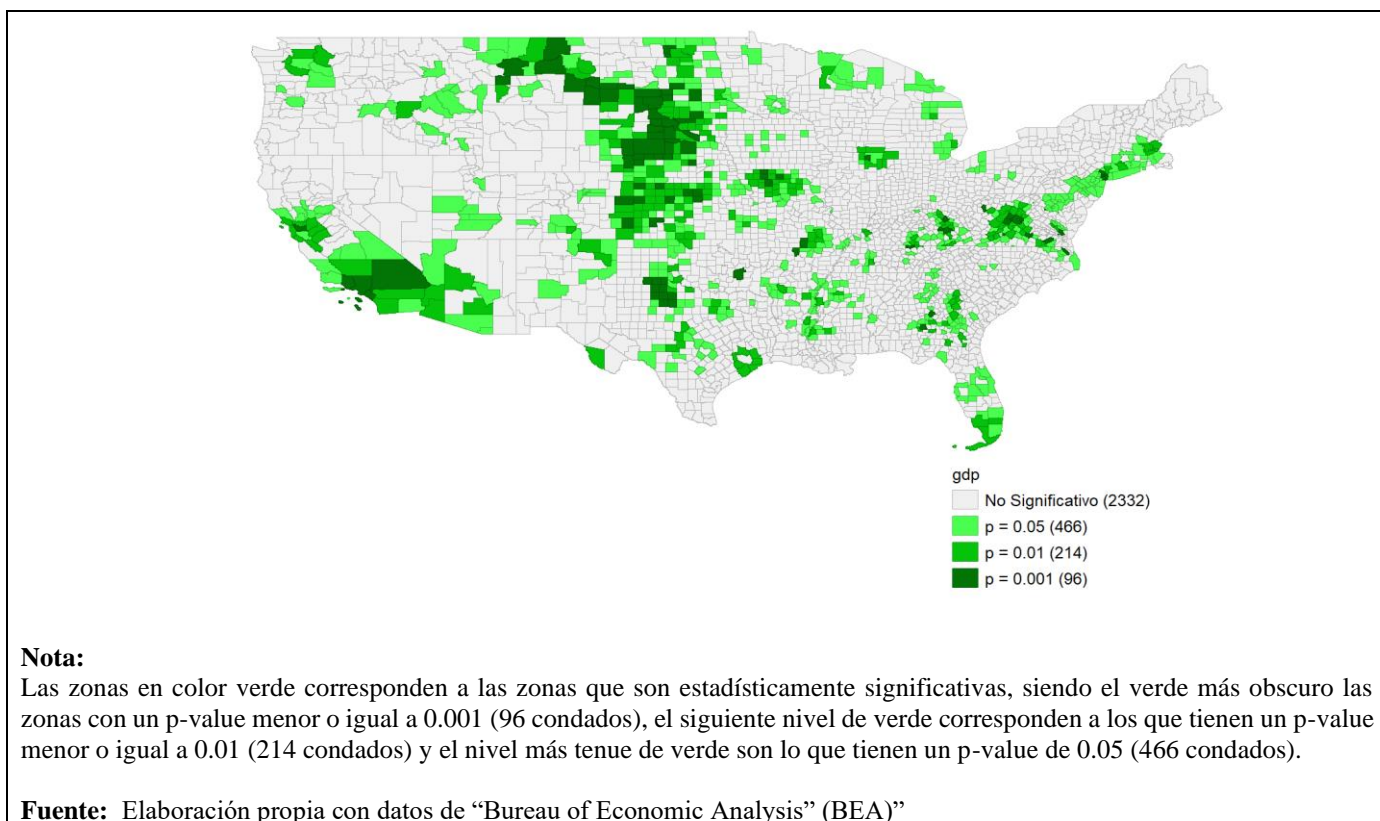 gdp
No Significativo (2332)
p = 0.05 (466)
p = 0.01 (214)
p = 0.001 (96)
Nota:
Las zonas en color verde corresponden a las zonas que son estadísticamente significativas, siendo el verde más obscuro las
zonas con un p-value menor o igual a 0.001 (96 condados), el siguiente nivel de verde corresponden a los que tienen un p-value
menor o igual a 0.01 (214 condados) y el nivel más tenue de verde son lo que tienen un p-value de 0.05 (466 condados).
Fuente: Elaboración propia con datos de “Bureau of Economic Analysis” (BEA)”